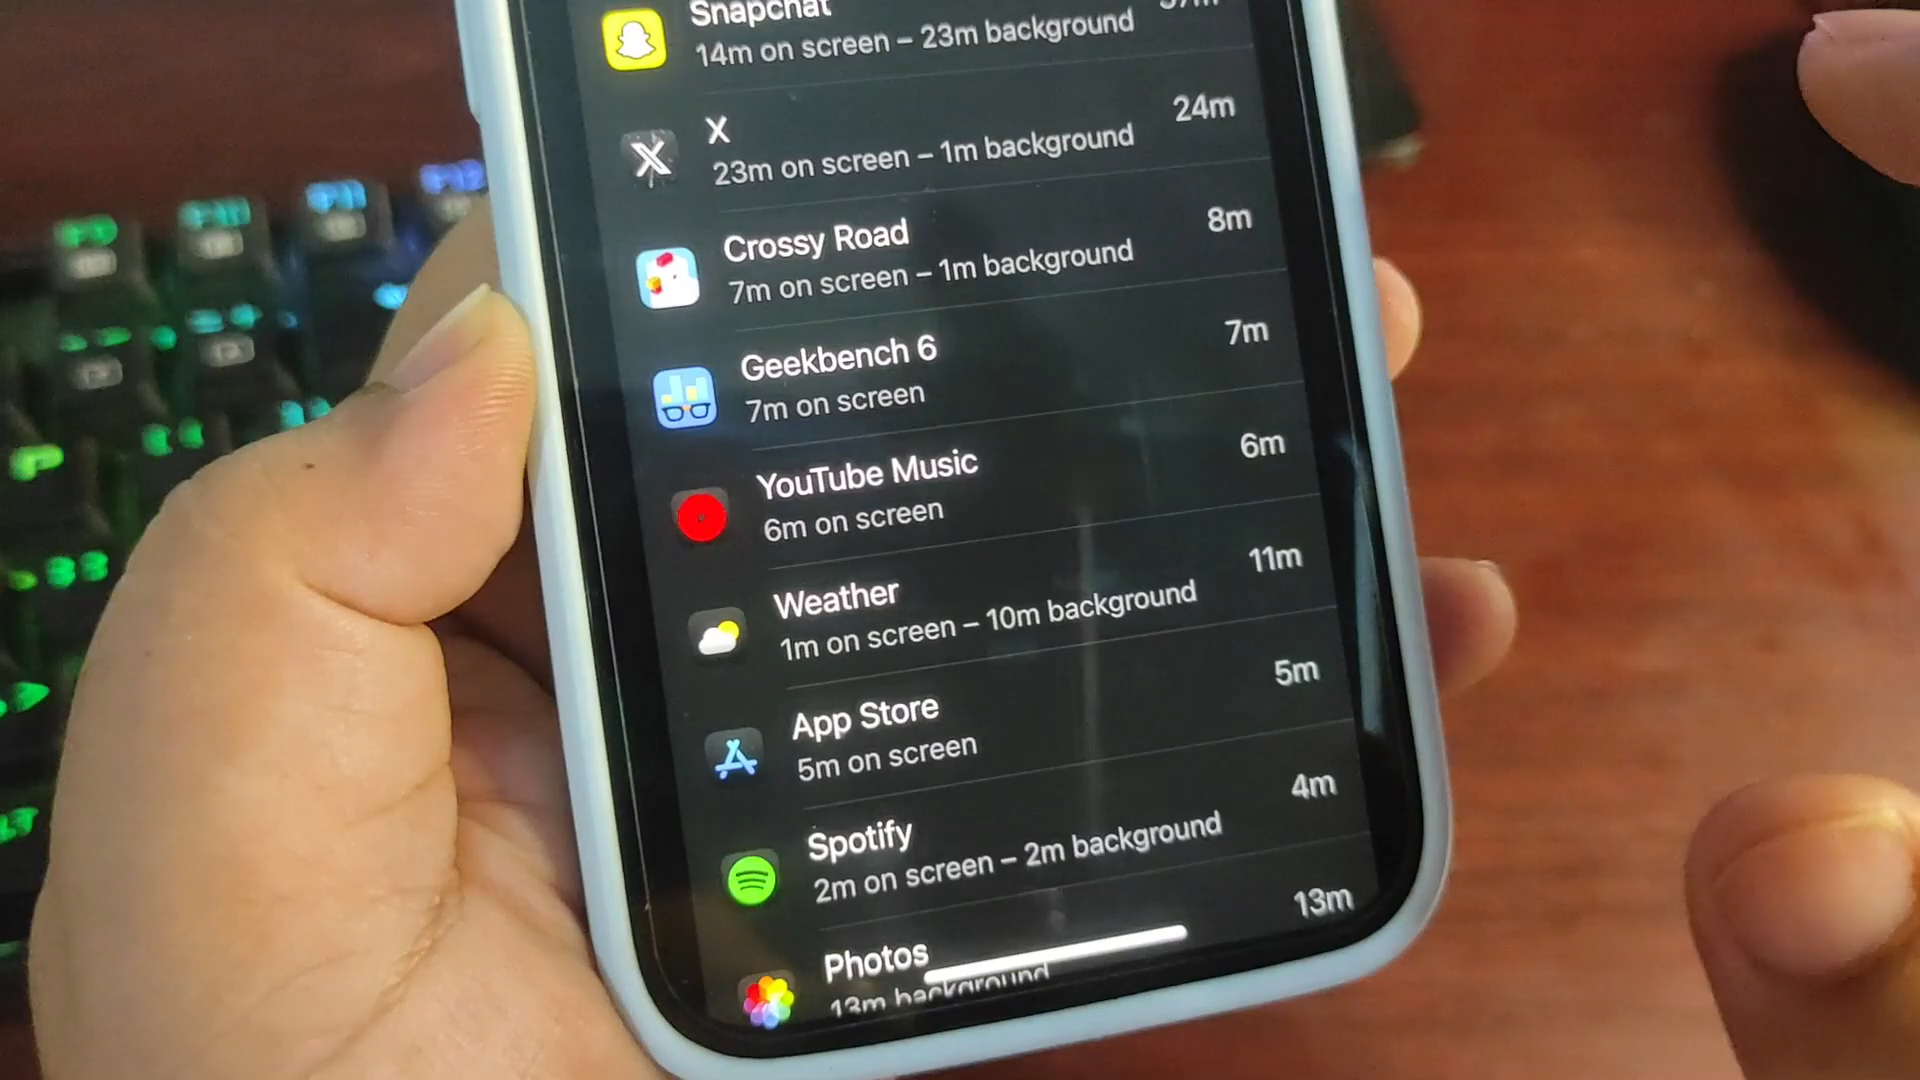 Snapchat
14m on screen – 23m background
X
24m
23m on screen – 1m background
Crossy Road
8m
7m on screen – 1m background
Geekbench 6
7m
7m on screen
YouTube Music
6m
6m on screen
Weather
11m
1m on screen – 10m background
App Store
5m
5m on screen
Spotify
4m
2m on screen – 2m background
Photos
13m
13m background